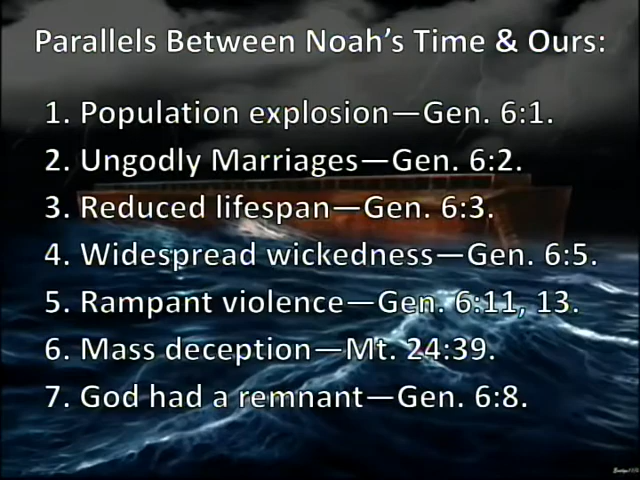 Parallels Between Noah's Time & Ours:
1. Population explosion—Gen. 6:1.
2. Ungodly Marriages—Gen. 6:2.
3. Reduced lifespan—Gen. 6:3.
4. Widespread wickedness—Gen. 6:5.
5. Rampant violence—Gen. 6:11, 13.
6. Mass deception—Mt. 24:39.
7. God had a remnant—Gen. 6:8.